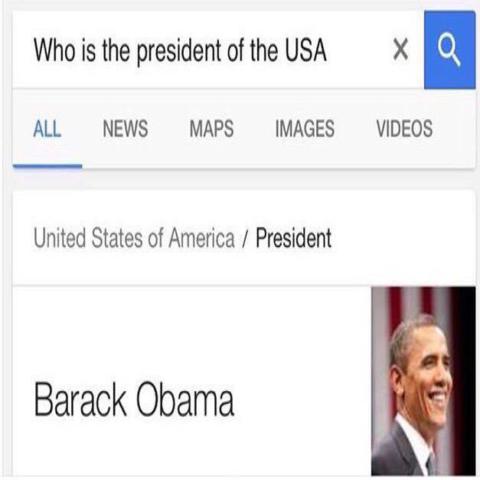 Who is the president of the USA X
ALL NEWS MAPS IMAGES VIDEOS
United States of America / President
Barack Obama